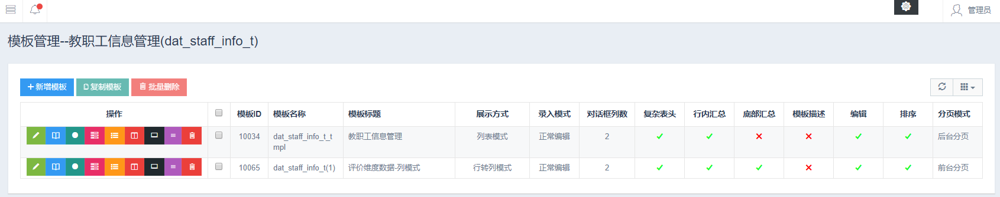 管理员
模板管理--教职工信息管理(dat_staff_info_t)
新增模板 复制模板 批量删除
操作 模板ID 模板名称 模板标题 展示方式 录入模式 对话框列数 复杂表头 行内汇总 底部汇总 模板描述 编辑 排序 分页模式
10034 dat_staff_info_t_t 教职工信息管理 列表模式 正常编辑 2 后台分页
mpl
10065 dat_staff_info_t(1) 评价维度数据-列模式 行转列模式 正常编辑 2 前台分页